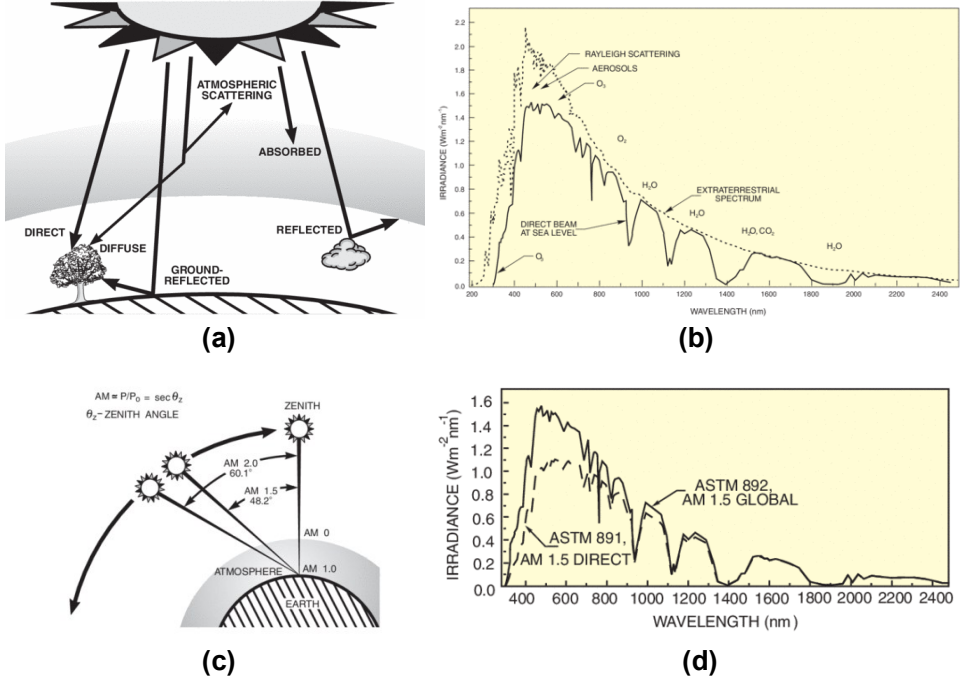 ATMOSPHERIC
SCATTERING
ABSORBED
DIRECT
DIFFUSE
REFLECTED
GROUND-
REFLECTED
(a)
IRRADIANCE (Wm⁻²nm⁻¹)
2.2
2.0
1.8
1.6
1.4
1.2
1.0
0.8
0.6
0.4
0.2
0.0
RAYLEIGH SCATTERING
AEROSOLS
O₃
O₂
H₂O
EXTRATERRESTRIAL
SPECTRUM
H₂O
DIRECT BEAM
AT SEA LEVEL
H₂O, CO₂
H₂O
200 400 600 800 1000 1200 1400 1600 1800 2000 2200 2400
WAVELENGTH (nm)
(b)
AM ≡ P/P₀ = sec θz
θz– ZENITH ANGLE
ZENITH
AM 2.0
60.1°
AM 1.5
48.2°
AM 0
ATMOSPHERE
AM 1.0
EARTH
(c)
IRRADIANCE (Wm⁻²nm⁻¹)
1.6
1.4
1.2
1.0
0.8
0.6
0.4
0.2
0.0
ASTM 892,
AM 1.5 GLOBAL
ASTM 891,
AM 1.5 DIRECT
400 600 800 1000 1200 1400 1600 1800 2000 2200 2400
WAVELENGTH (nm)
(d)